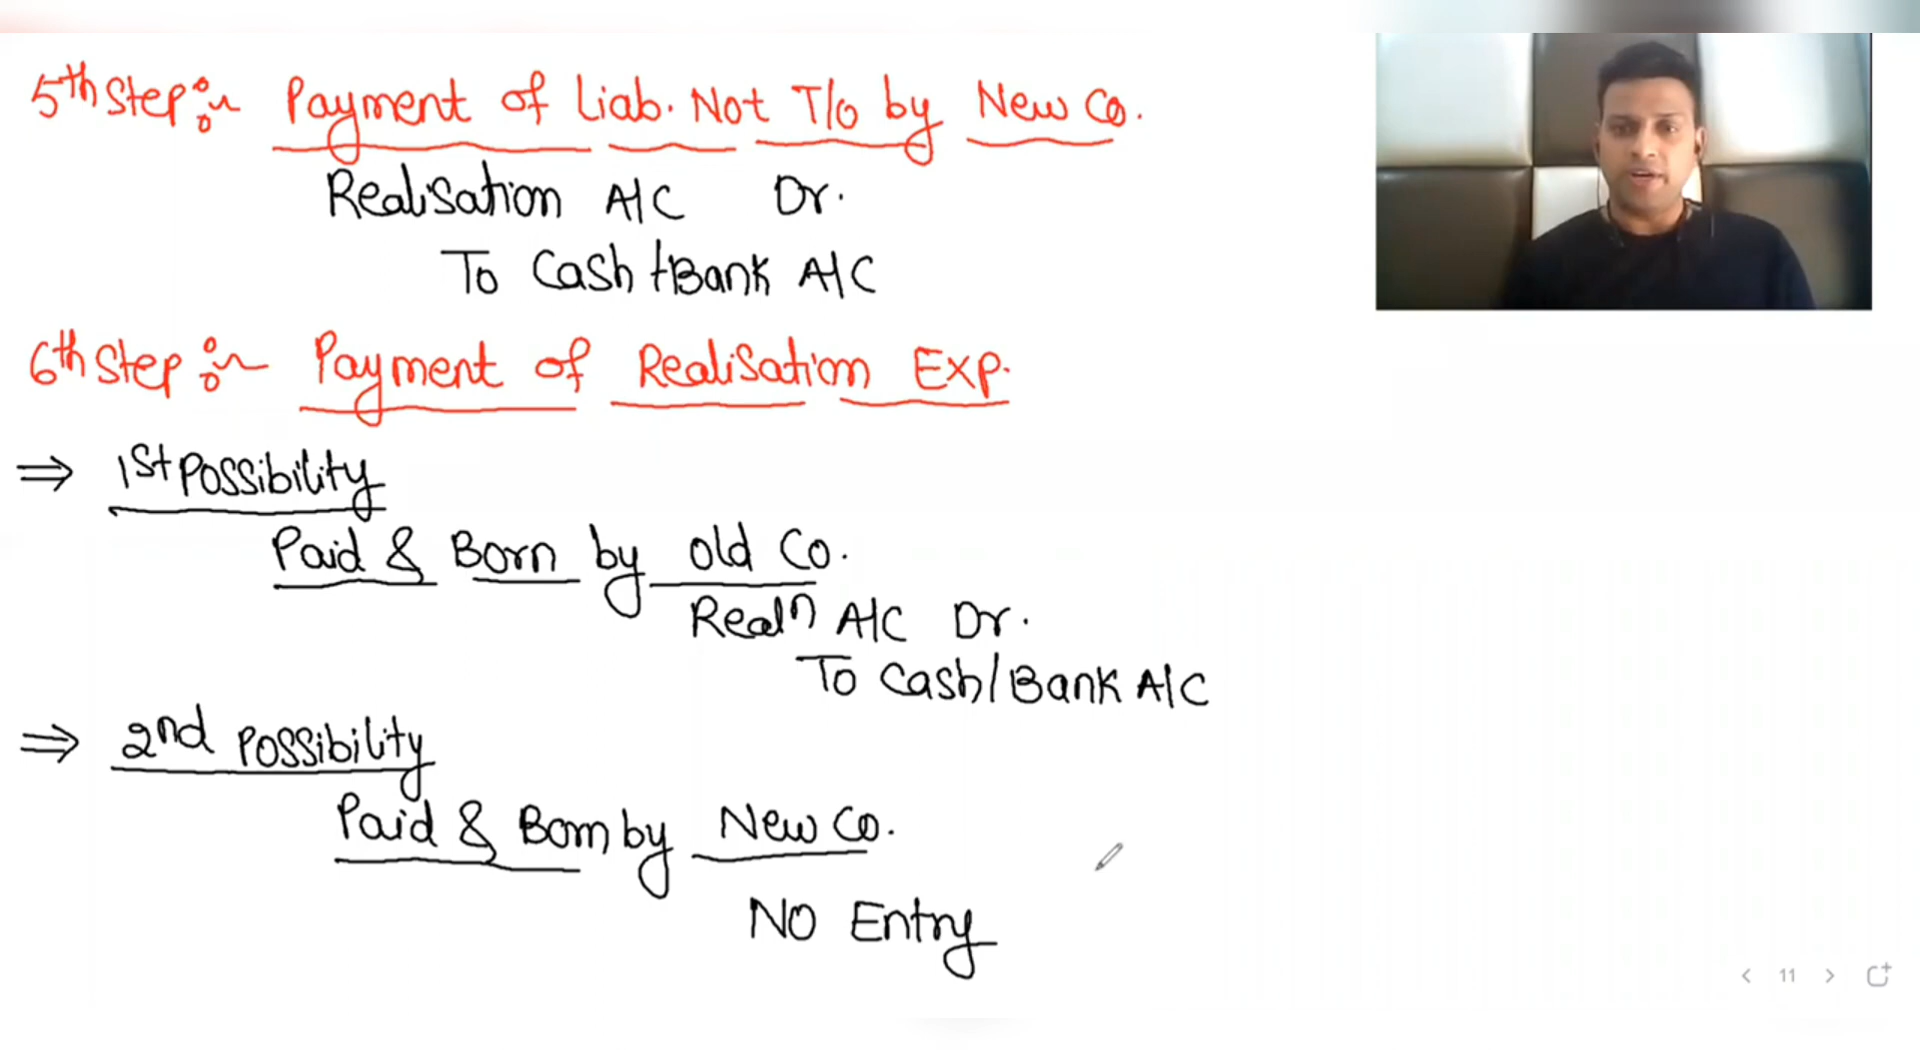 5th Step:- Payment of Liab. Not T/o by New Co.
Realisation A/C Dr.
To Cash/Bank A/C
6th Step:- Payment of Realisation Exp.
⇒ 1st Possibility
Paid & Born by old Co.
Realn A/C Dr.
To Cash/Bank A/C
⇒ 2nd Possibility
Paid & Born by New Co.
NO Entry
< 11 >